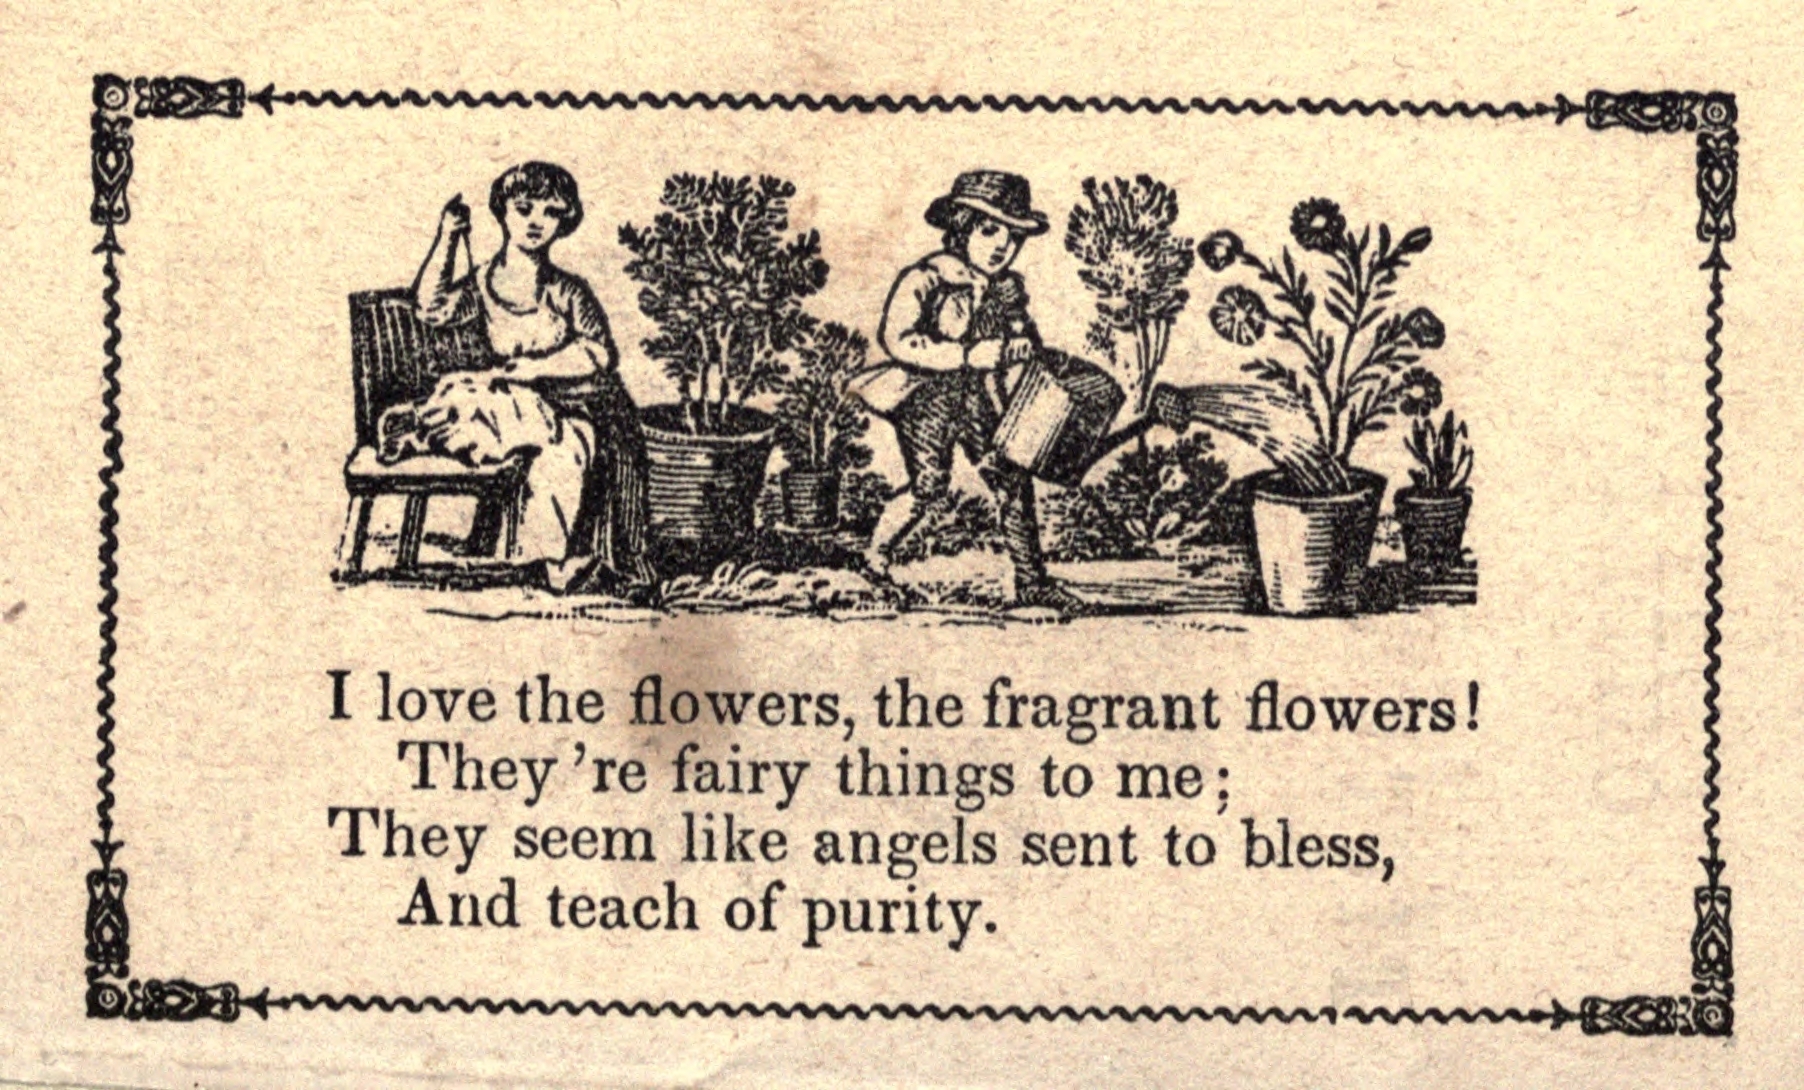 I love the flowers, the fragrant flowers!
They 're fairy things to me;
They seem like angels sent to bless,
And teach of purity.